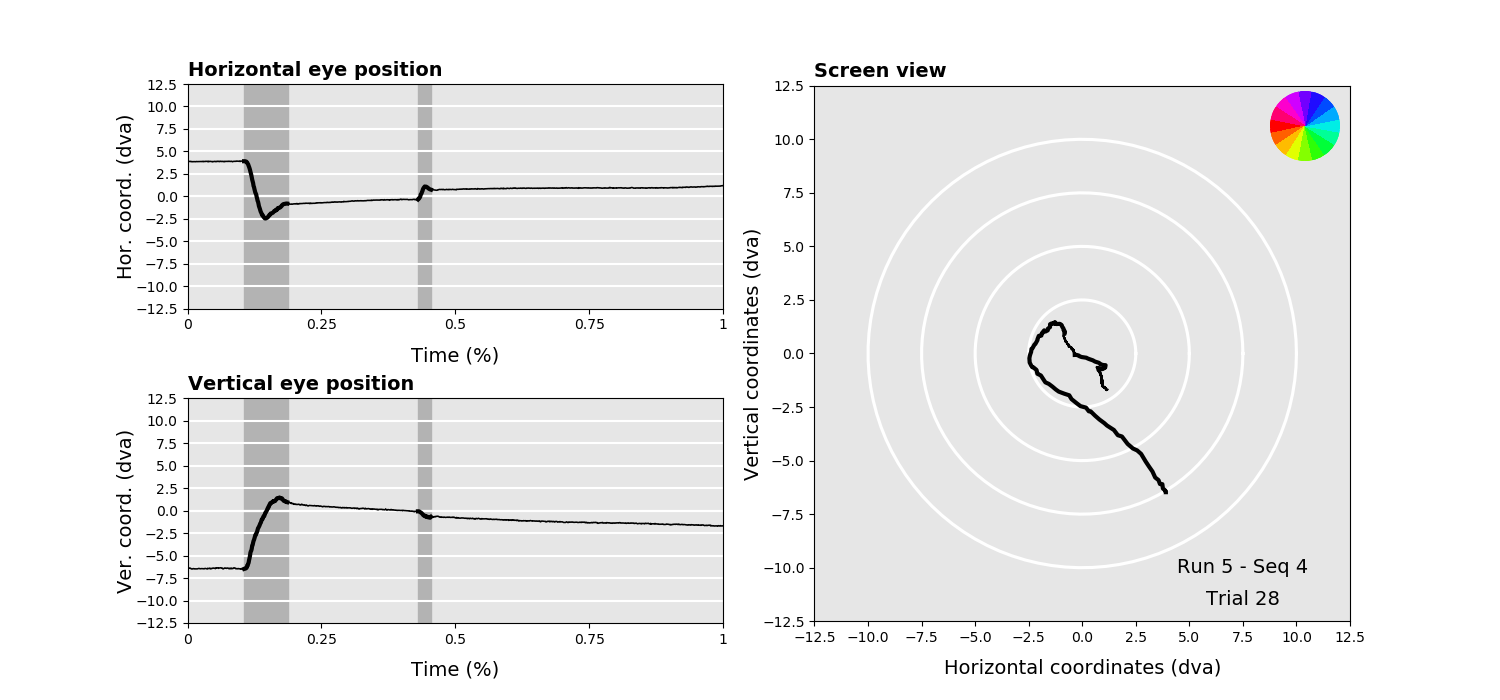 Horizontal eye position
12.5
10.0
7.5
5.0
2.5
0.0
−2.5
−5.0
−7.5
−10.0
−12.5
Hor. coord. (dva)
0 0.25 0.5 0.75 1
Time (%)
Vertical eye position
12.5
10.0
7.5
5.0
2.5
0.0
−2.5
−5.0
−7.5
−10.0
−12.5
Ver. coord. (dva)
0 0.25 0.5 0.75 1
Time (%)
Screen view
12.5
10.0
7.5
5.0
2.5
0.0
−2.5
−5.0
−7.5
−10.0
−12.5
Vertical coordinates (dva)
Run 5 - Seq 4
Trial 28
−12.5 −10.0 −7.5 −5.0 −2.5 0.0 2.5 5.0 7.5 10.0 12.5
Horizontal coordinates (dva)